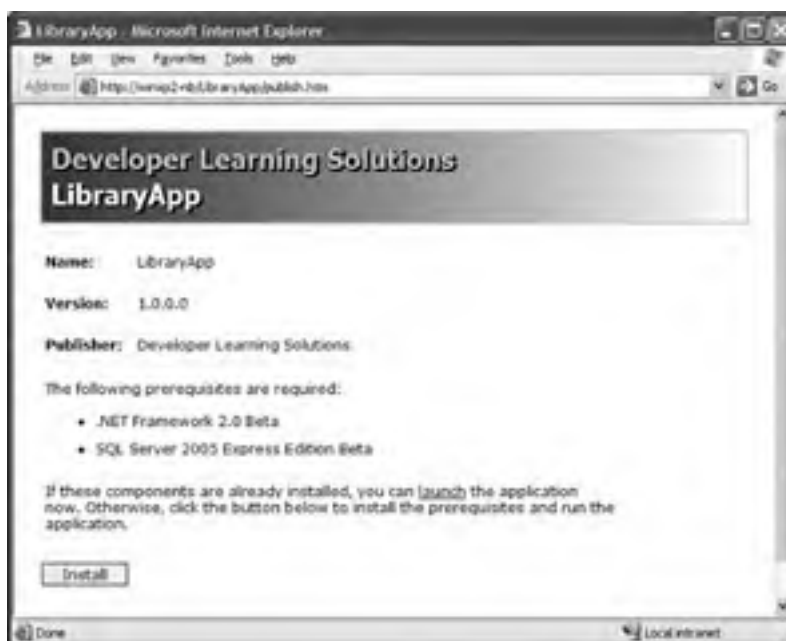 LibraryApp - Microsoft Internet Explorer
File Edit View Favorites Tools Help
Address http://winxp2-nb/LibraryApp/publish.htm Go
Developer Learning Solutions
LibraryApp
Name: LibraryApp
Version: 1.0.0.0
Publisher: Developer Learning Solutions
The following prerequisites are required:
• .NET Framework 2.0 Beta
• SQL Server 2005 Express Edition Beta
If these components are already installed, you can launch the application
now. Otherwise, click the button below to install the prerequisites and run the
application.
Install
Done Local intranet